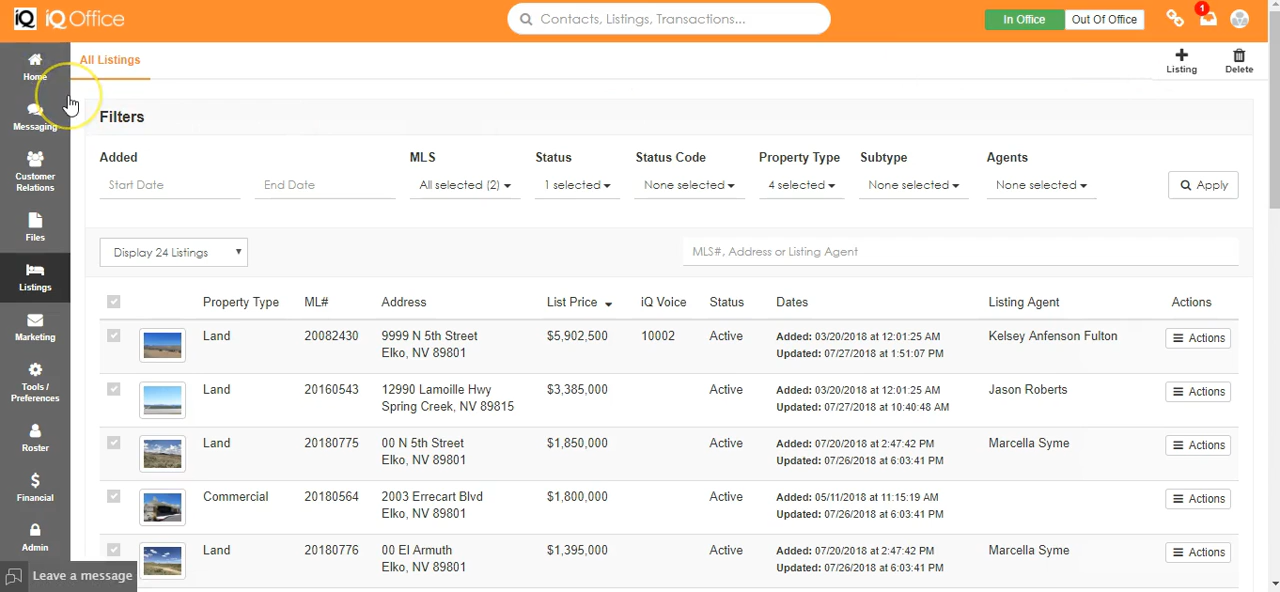 iQ iQ Office
Contacts, Listings, Transactions...
In Office Out Of Office
1
Home
Messaging
Customer
Relations
Files
Listings
Marketing
Tools /
Preferences
Roster
Financial
Admin
Leave a message
All Listings
Listing
Delete
Filters
Added MLS Status Status Code Property Type Subtype Agents
Start Date End Date All selected (2) 1 selected None selected 4 selected None selected None selected Apply
Display 24 Listings MLS#, Address or Listing Agent
Property Type ML# Address List Price iQ Voice Status Dates Listing Agent Actions
Land 20082430 9999 N 5th Street $5,902,500 10002 Active Added: 03/20/2018 at 12:01:25 AM Kelsey Anfenson Fulton Actions
Elko, NV 89801 Updated: 07/27/2018 at 1:51:07 PM
Land 20160543 12990 Lamoille Hwy $3,385,000 Active Added: 03/20/2018 at 12:01:25 AM Jason Roberts Actions
Spring Creek, NV 89815 Updated: 07/27/2018 at 10:40:48 AM
Land 20180775 00 N 5th Street $1,850,000 Active Added: 07/20/2018 at 2:47:42 PM Marcella Syme Actions
Elko, NV 89801 Updated: 07/26/2018 at 6:03:41 PM
Commercial 20180564 2003 Errecart Blvd $1,800,000 Active Added: 05/11/2018 at 11:15:19 AM Actions
Elko, NV 89801 Updated: 07/26/2018 at 6:03:41 PM
Land 20180776 00 El Armuth $1,395,000 Active Added: 07/20/2018 at 2:47:42 PM Marcella Syme Actions
Elko, NV 89801 Updated: 07/26/2018 at 6:03:41 PM